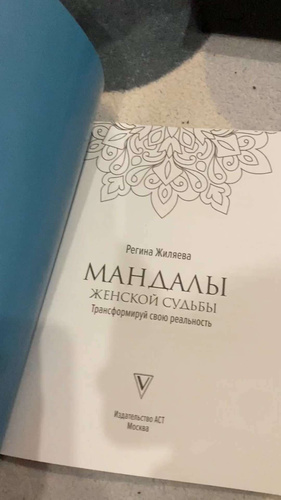 Регина Жиляева
МАНДАЛЫ
ЖЕНСКОЙ СУДЬБЫ
Трансформируй свою реальность
Издательство АСТ
Москва